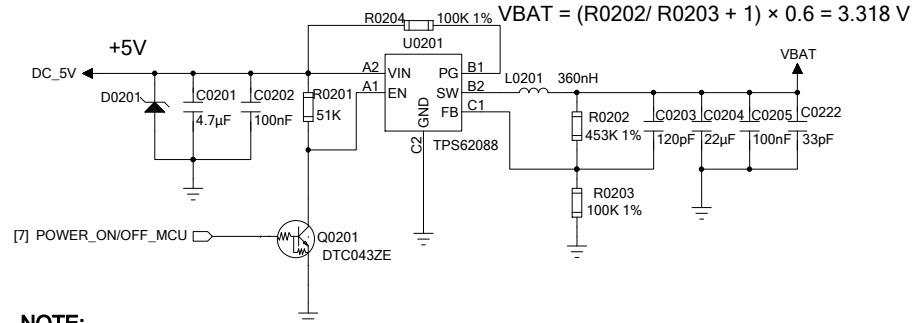 R0204 100K 1% VBAT = (R0202/ R0203 + 1) × 0.6 = 3.318 V
U0201
+5V
VBAT
DC_5V
A2 VIN PG B1
L0201 360nH
A1 EN SW B2
FB C1
GND
C2
TPS62088
D0201
C0201
4.7µF
C0202
100nF
R0201
51K
R0202
453K 1%
C0203
120pF
C0204
22µF
C0205
100nF
C0222
33pF
R0203
100K 1%
[7] POWER_ON/OFF_MCU
Q0201
DTC043ZE
NOTE: